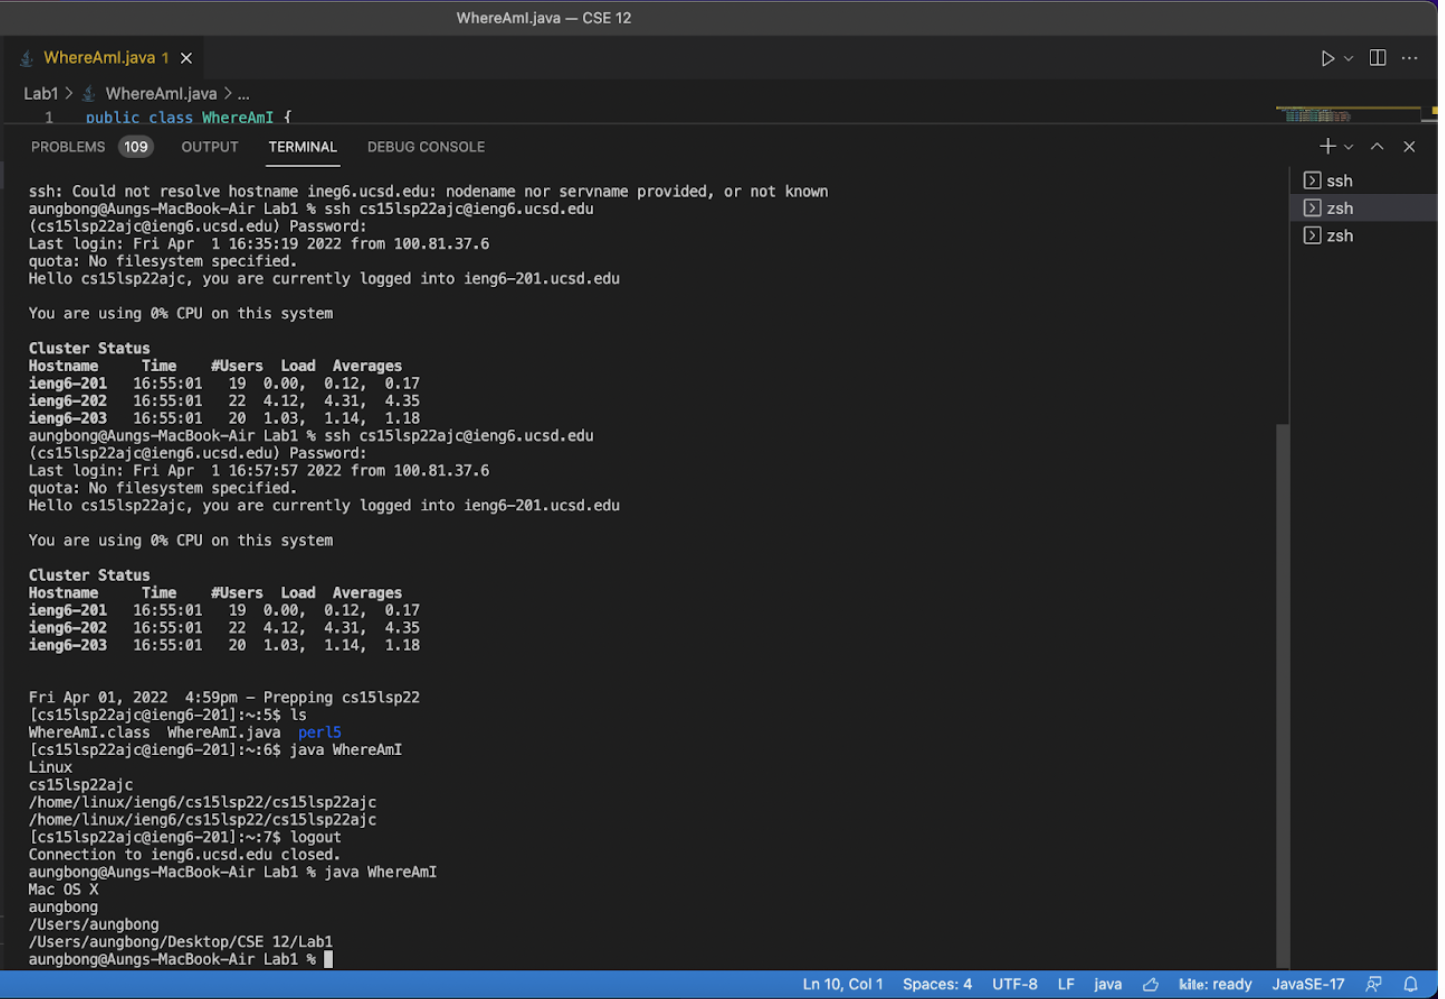 WhereAmI.java — CSE 12
WhereAmI.java 1
Lab1 > WhereAmI.java > ...
1 public class WhereAmI {
PROBLEMS 109 OUTPUT TERMINAL DEBUG CONSOLE
ssh
zsh
zsh
ssh: Could not resolve hostname ineg6.ucsd.edu: nodename nor servname provided, or not known
aungbong@Aungs-MacBook-Air Lab1 % ssh cs15lsp22ajc@ieng6.ucsd.edu
(cs15lsp22ajc@ieng6.ucsd.edu) Password:
Last login: Fri Apr  1 16:35:19 2022 from 100.81.37.6
quota: No filesystem specified.
Hello cs15lsp22ajc, you are currently logged into ieng6-201.ucsd.edu
You are using 0% CPU on this system
Cluster Status
Hostname     Time    #Users  Load  Averages
ieng6-201   16:55:01   19  0.00,  0.12,  0.17
ieng6-202   16:55:01   22  4.12,  4.31,  4.35
ieng6-203   16:55:01   20  1.03,  1.14,  1.18
aungbong@Aungs-MacBook-Air Lab1 % ssh cs15lsp22ajc@ieng6.ucsd.edu
(cs15lsp22ajc@ieng6.ucsd.edu) Password:
Last login: Fri Apr  1 16:57:57 2022 from 100.81.37.6
quota: No filesystem specified.
Hello cs15lsp22ajc, you are currently logged into ieng6-201.ucsd.edu
You are using 0% CPU on this system
Cluster Status
Hostname     Time    #Users  Load  Averages
ieng6-201   16:55:01   19  0.00,  0.12,  0.17
ieng6-202   16:55:01   22  4.12,  4.31,  4.35
ieng6-203   16:55:01   20  1.03,  1.14,  1.18
Fri Apr 01, 2022  4:59pm - Prepping cs15lsp22
[cs15lsp22ajc@ieng6-201]:~:5$ ls
WhereAmI.class  WhereAmI.java  perl5
[cs15lsp22ajc@ieng6-201]:~:6$ java WhereAmI
Linux
cs15lsp22ajc
/home/linux/ieng6/cs15lsp22/cs15lsp22ajc
/home/linux/ieng6/cs15lsp22/cs15lsp22ajc
[cs15lsp22ajc@ieng6-201]:~:7$ logout
Connection to ieng6.ucsd.edu closed.
aungbong@Aungs-MacBook-Air Lab1 % java WhereAmI
Mac OS X
aungbong
/Users/aungbong
/Users/aungbong/Desktop/CSE 12/Lab1
aungbong@Aungs-MacBook-Air Lab1 %
Ln 10, Col 1 Spaces: 4 UTF-8 LF java kite: ready JavaSE-17